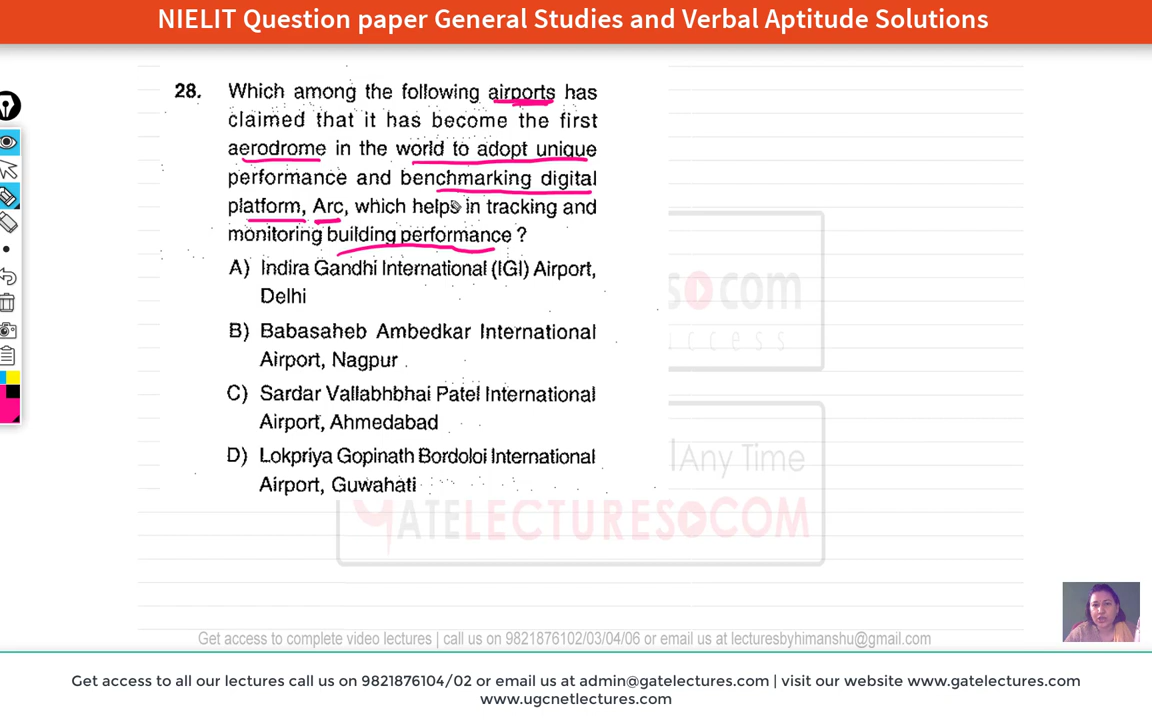 NIELIT Question paper General Studies and Verbal Aptitude Solutions
28. Which among the following airports has
claimed that it has become the first
aerodrome in the world to adopt unique
performance and benchmarking digital
platform, Arc, which helps in tracking and
monitoring building performance ?
A) Indira Gandhi International (IGI) Airport,
Delhi
B) Babasaheb Ambedkar International
Airport, Nagpur
C) Sardar Vallabhbhai Patel International
Airport, Ahmedabad
D) Lokpriya Gopinath Bordoloi International
Airport, Guwahati
s com
ccess
Any Time
GATELECTURES COM
Get access to complete video lectures | call us on 9821876102/03/04/06 or email us at lecturesbyhimanshu@gmail.com
Get access to all our lectures call us on 9821876104/02 or email us at admin@gatelectures.com | visit our website www.gatelectures.com
www.ugcnetlectures.com